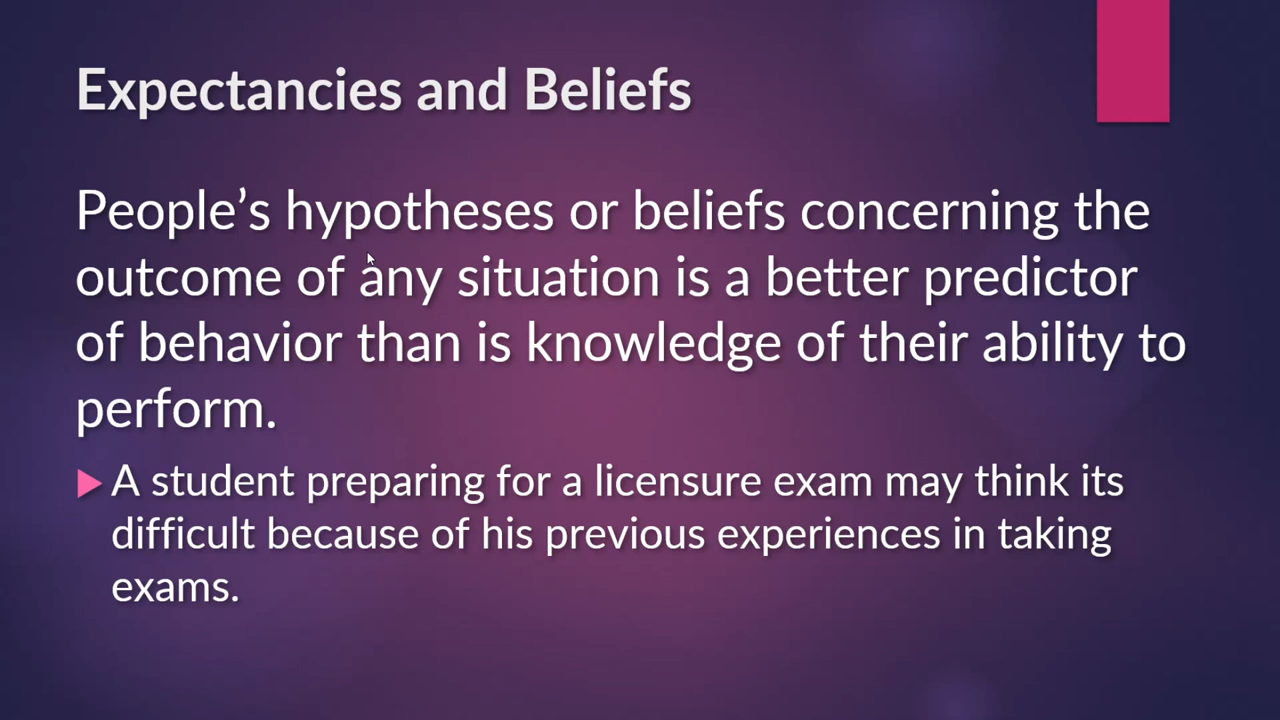 Expectancies and Beliefs
People’s hypotheses or beliefs concerning the
outcome of any situation is a better predictor
of behavior than is knowledge of their ability to
perform.
A student preparing for a licensure exam may think its
difficult because of his previous experiences in taking
exams.